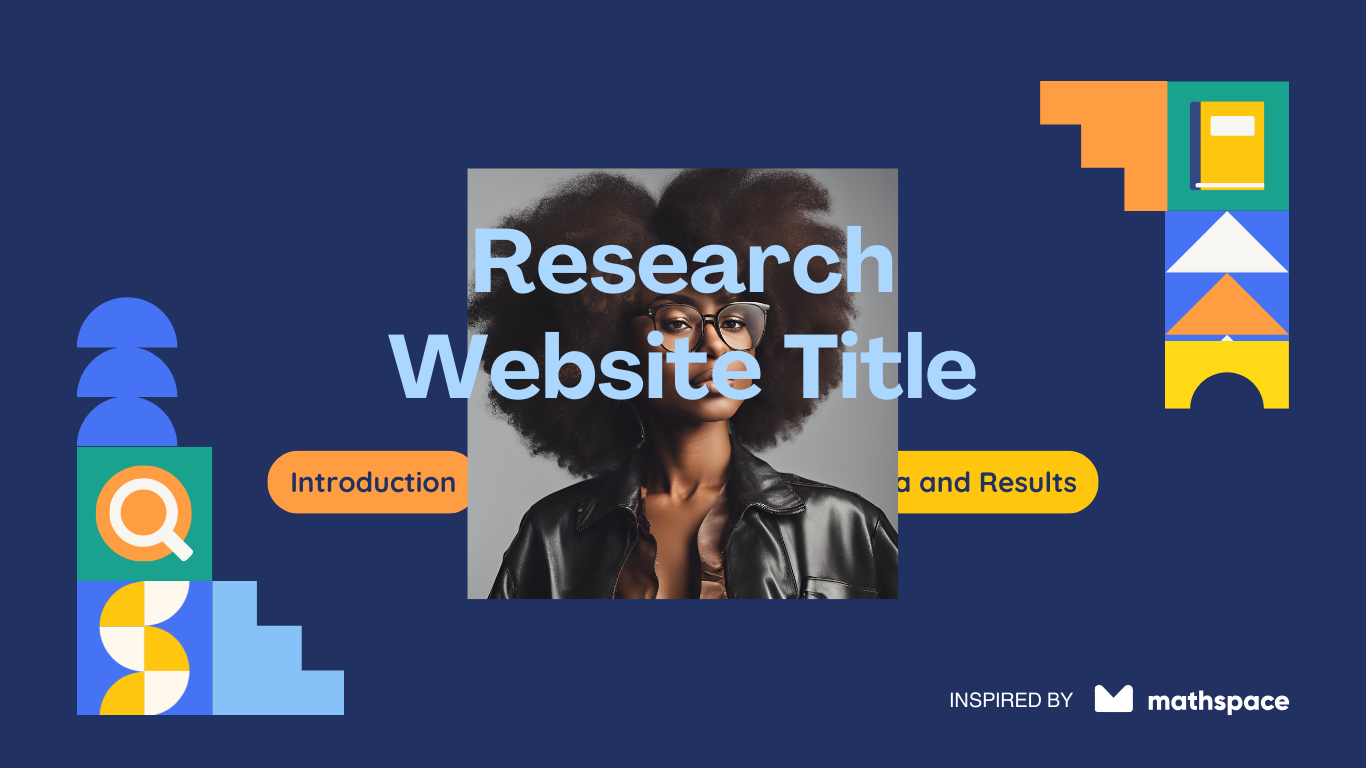 Research
Website Title
Introduction
a and Results
INSPIRED BY mathspace